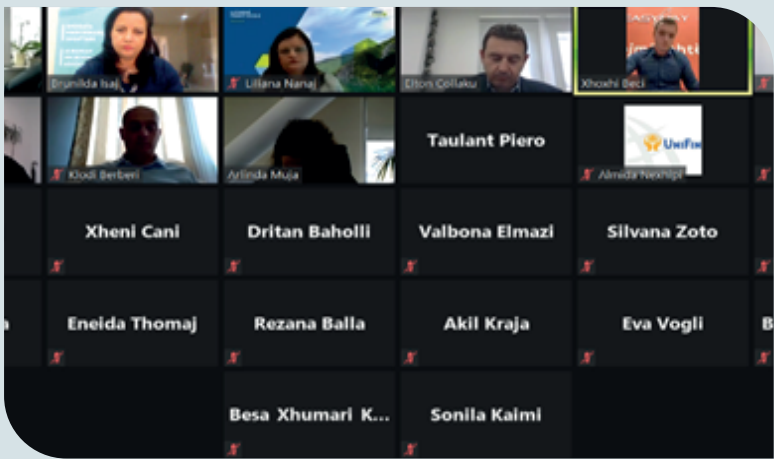 Brunilda Isaj
Liliana Nanaj
Elton Collaku
Xhoxhi Beci
Klodi Berberi
Arlinda Muja
Taulant Piero
UniFin
Almida Nexhipi
Xheni Cani
Dritan Baholli
Valbona Elmazi
Silvana Zoto
Eneida Thomaj
Rezana Balla
Akil Kraja
Eva Vogli
B
Besa Xhumari K...
Sonila Kaimi